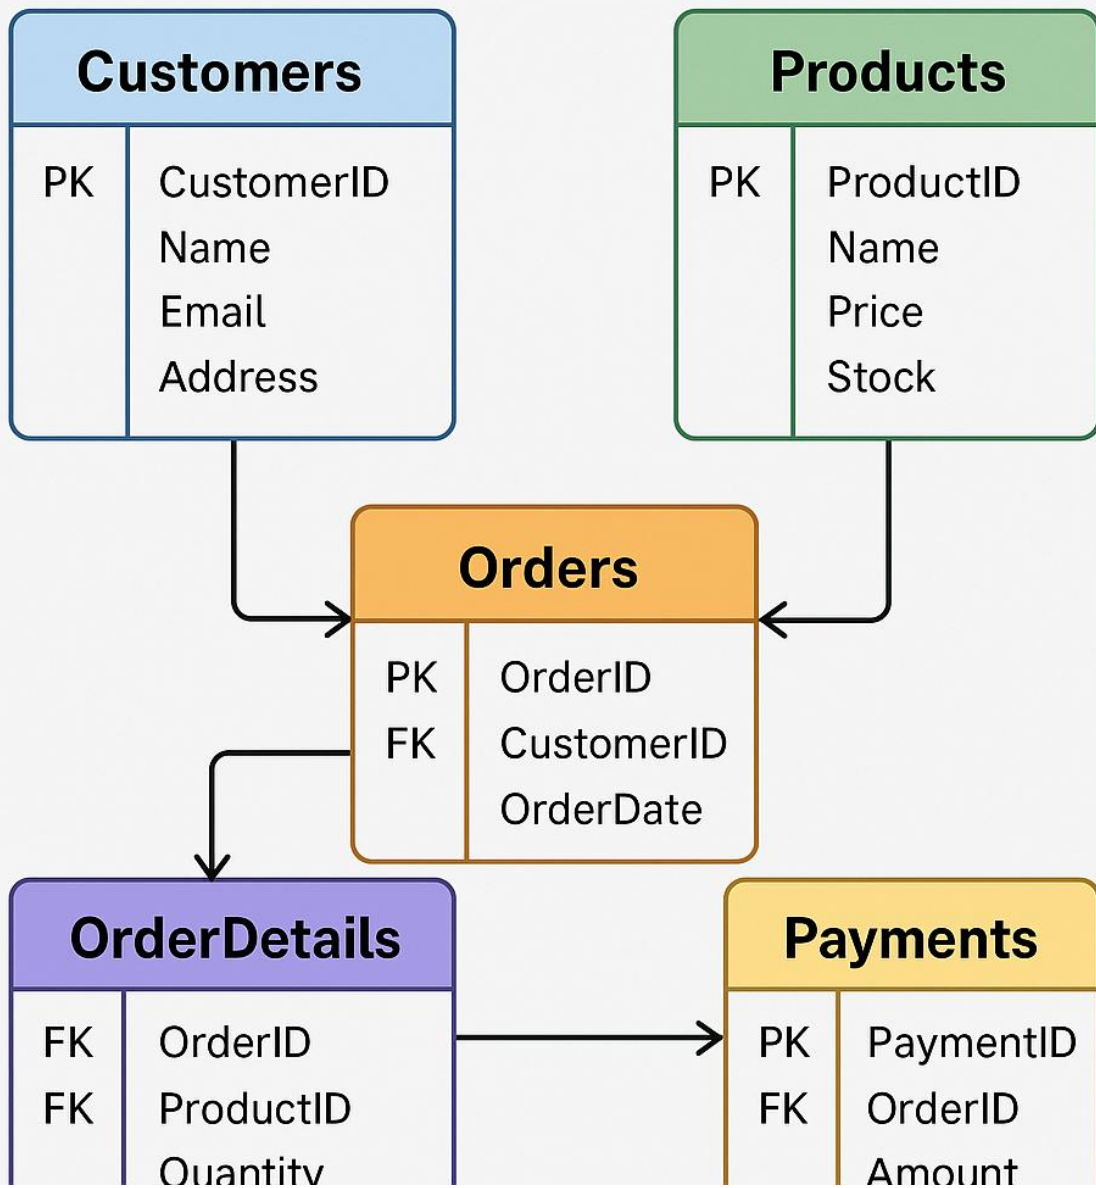 Customers
PK CustomerID
Name
Email
Address
Products
PK ProductID
Name
Price
Stock
Orders
PK OrderID
FK CustomerID
OrderDate
OrderDetails
FK OrderID
FK ProductID
Quantity
Payments
PK PaymentID
FK OrderID
Amount